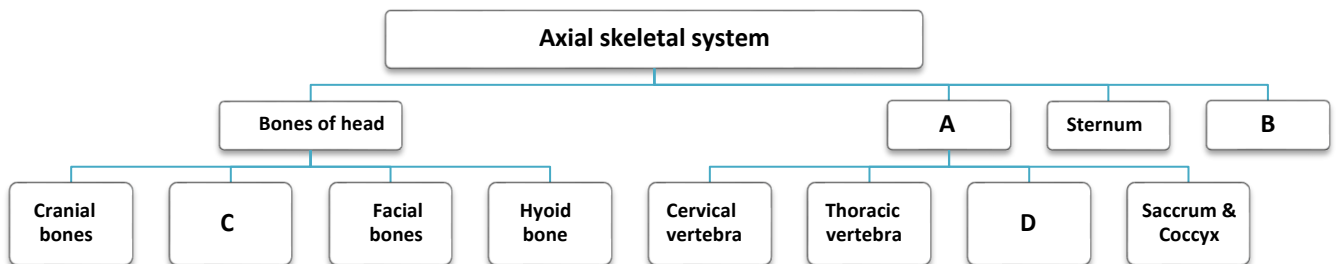 Axial skeletal system
Bones of head
A
Sternum
B
Cranial
bones
C
Facial
bones
Hyoid
bone
Cervical
vertebra
Thoracic
vertebra
D
Saccrum &
Coccyx